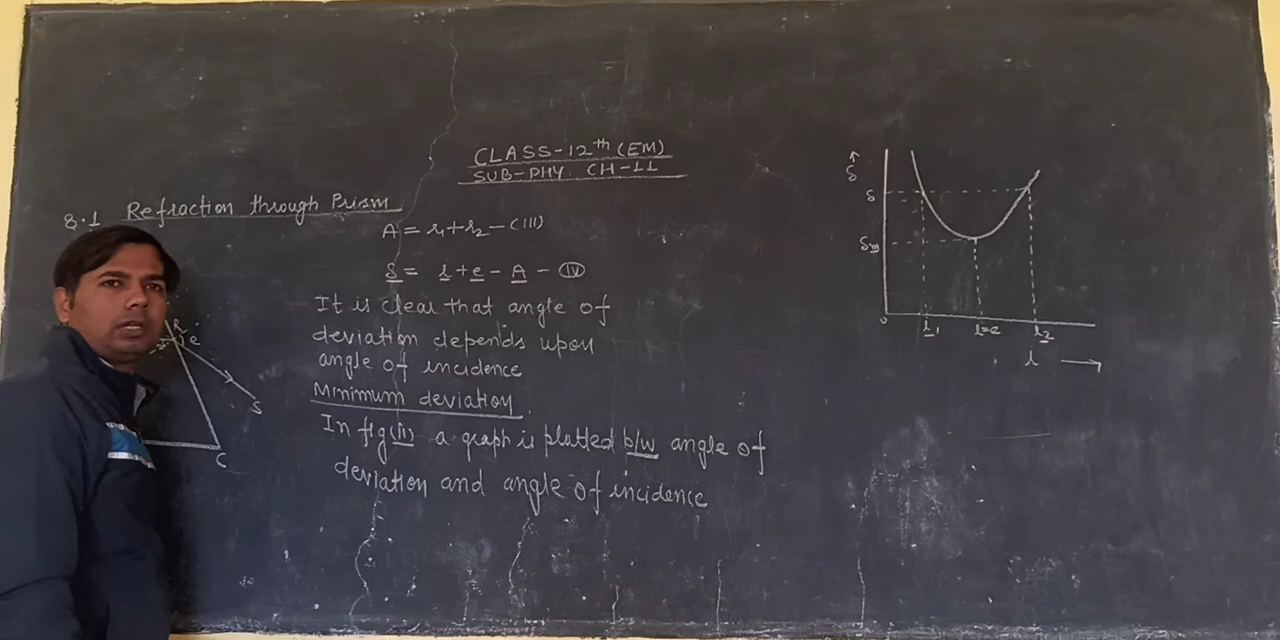 CLASS-12th (EM)
SUB-PHY. CH-11
8.1 Refraction through Prism
A = r1 + r2 - (III)
δ = i + e - A - (IV)
It is clear that angle of
deviation depends upon
angle of incidence
Minimum deviation
In fig (ii) a graph is plotted b/w angle of
deviation and angle of incidence
R
e
S
C
δ
δ
δm
0
i1
i=e
i2
i